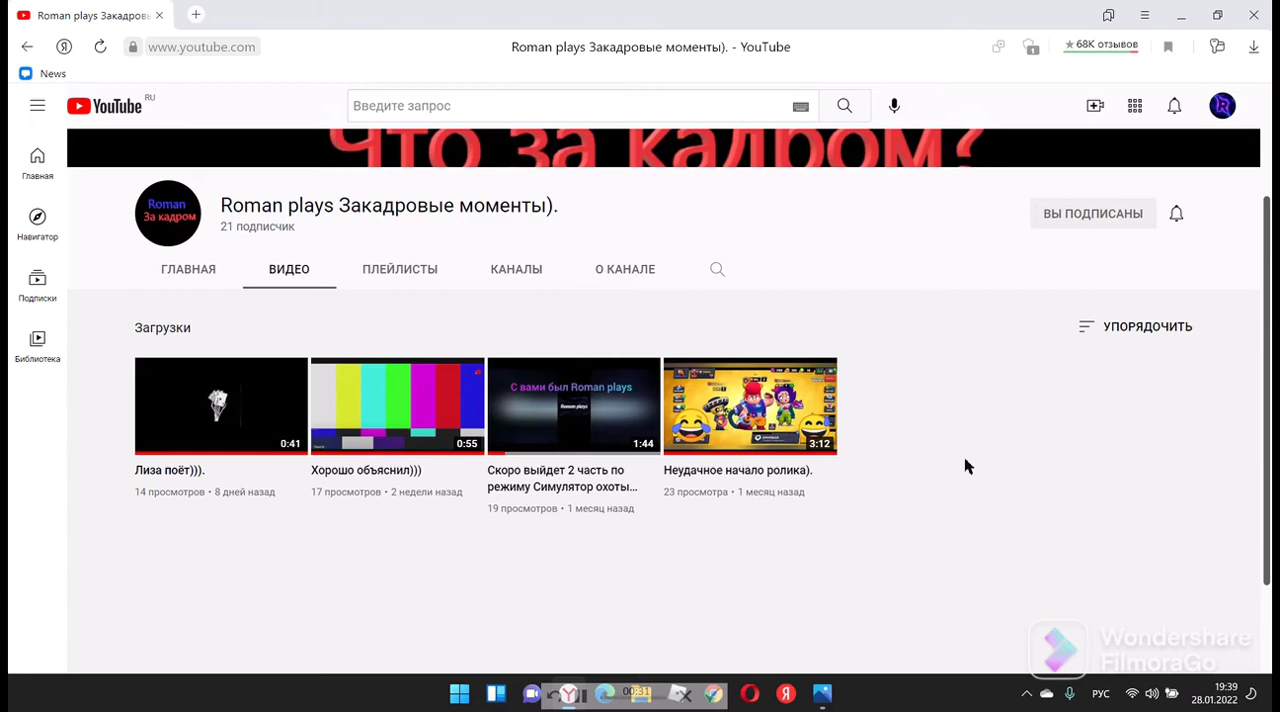 Roman plays Закадровь
www.youtube.com
Roman plays Закадровые моменты). - YouTube
★ 68K отзывов
News
YouTube RU
Введите запрос
Что за кадром?
Главная
Навигатор
Подписки
Библиотека
Roman
За кадром
Roman plays Закадровые моменты).
21 подписчик
ВЫ ПОДПИСАНЫ
ГЛАВНАЯ
ВИДЕО
ПЛЕЙЛИСТЫ
КАНАЛЫ
О КАНАЛЕ
Загрузки
УПОРЯДОЧИТЬ
0:41
0:55
С вами был Roman plays
Roman plays
1:44
3:12
Лиза поёт))).
14 просмотров • 8 дней назад
Хорошо объяснил)))
17 просмотров • 2 недели назад
Скоро выйдет 2 часть по
режиму Симулятор охоты...
19 просмотров • 1 месяц назад
Неудачное начало ролика).
23 просмотра • 1 месяц назад
Wondershare
FilmoraGo
00:31
РУС
19:39
28.01.2022